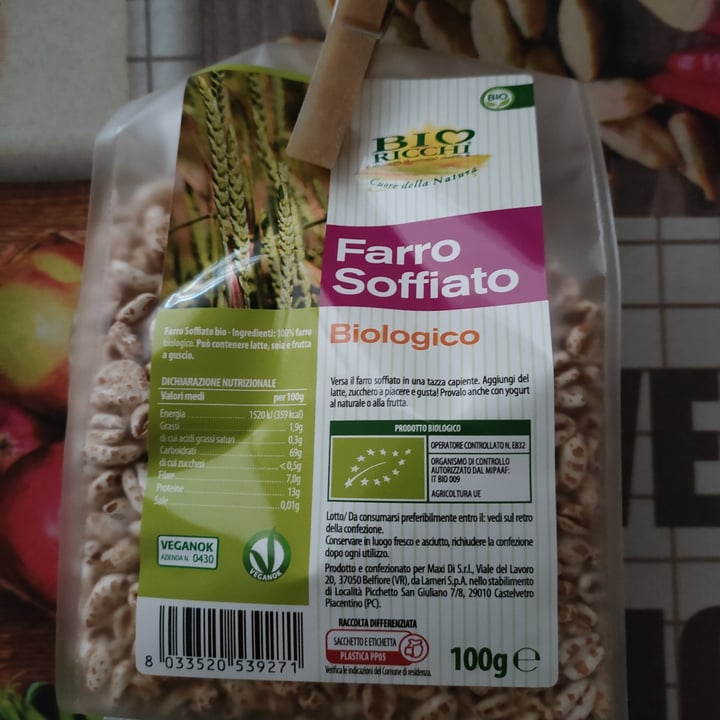 BIO
BIO
RICCHI
Cuore della Natura
Farro
Soffiato
Biologico
Farro Soffiato bio - Ingredienti: 100% farro
biologico. Può contenere latte, soia e frutta
a guscio.
DICHIARAZIONE NUTRIZIONALE
Valori medi per 100g
Energia 1520 kJ (359 kcal)
Grassi 1,9g
di cui acidi grassi saturi 0,3g
Carboidrati 69g
di cui zuccheri < 0,5g
Fibre 7,0g
Proteine 13g
Sale 0,01g
VEGANOK
AZIENDA N. 0430
VEGANOK
8 033520 539271
Versa il farro soffiato in una tazza capiente. Aggiungi del
latte, zucchero a piacere e gusta! Provalo anche con yogurt
al naturale o alla frutta.
PRODOTTO BIOLOGICO
OPERATORE CONTROLLATO N. E832
ORGANISMO DI CONTROLLO
AUTORIZZATO DAL MIPAAF:
IT BIO 009
AGRICOLTURA UE
Lotto/ Da consumarsi preferibilmente entro il: vedi sul retro
della confezione.
Conservare in luogo fresco e asciutto, richiudere la confezione
dopo ogni utilizzo.
Prodotto e confezionato per Maxi Di S.r.l., Viale del Lavoro
20, 37050 Belfiore (VR), da Lameri S.p.A. nello stabilimento
di Località Picchetto San Giuliano 7/8, 29010 Castelvetro
Piacentino (PC).
RACCOLTA DIFFERENZIATA
SACCHETTO E ETICHETTA
PLASTICA PP05
Verifica le indicazioni del Comune di residenza.
100g e